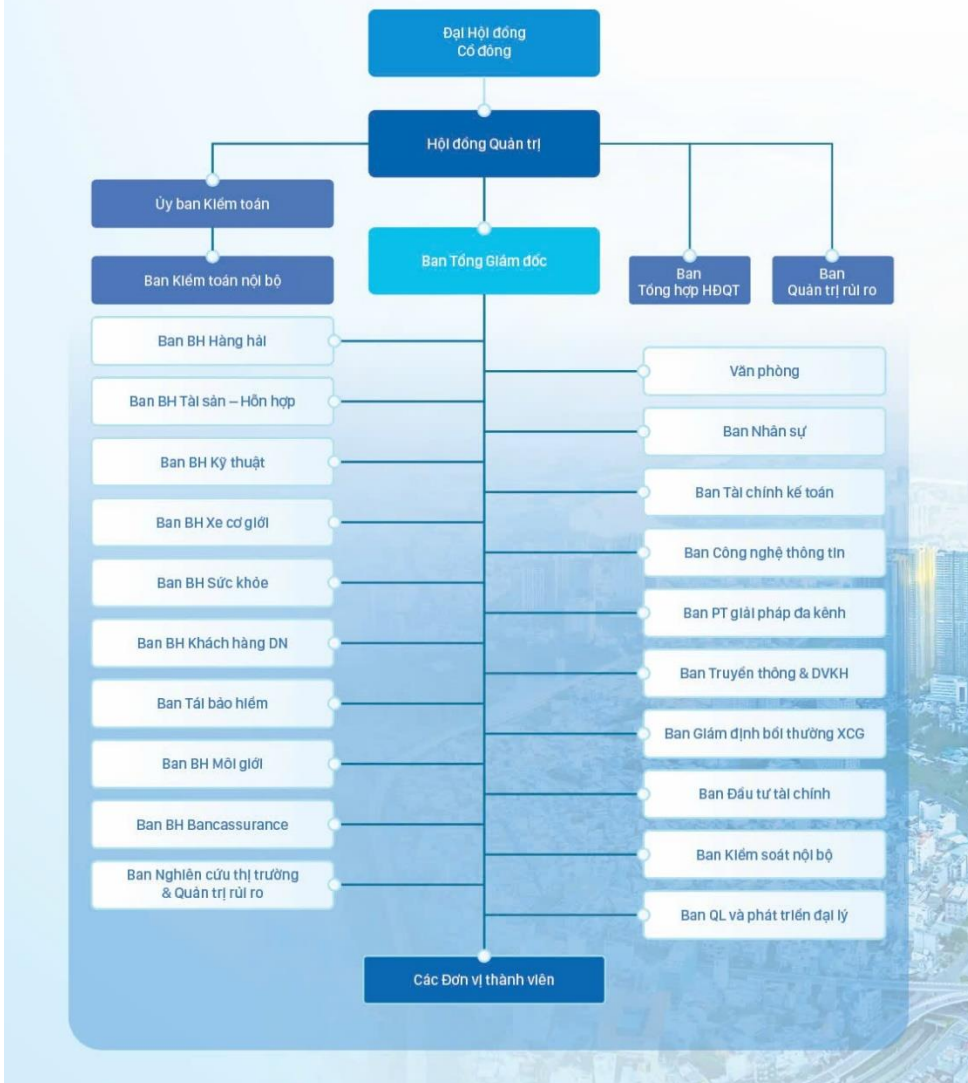 Đại Hội đồng
Cổ đông
Hội đồng Quản trị
Ủy ban Kiểm toán
Ban Kiểm toán nội bộ
Ban Tổng Giám đốc
Ban
Tổng hợp HĐQT
Ban
Quản trị rủi ro
Ban BH Hàng hải
Ban BH Tài sản – Hỗn hợp
Ban BH Kỹ thuật
Ban BH Xe cơ giới
Ban BH Sức khỏe
Ban BH Khách hàng DN
Ban Tái bảo hiểm
Ban BH Môi giới
Ban BH Bancassurance
Ban Nghiên cứu thị trường
& Quản trị rủi ro
Văn phòng
Ban Nhân sự
Ban Tài chính kế toán
Ban Công nghệ thông tin
Ban PT giải pháp đa kênh
Ban Truyền thông & DVKH
Ban Giám định bồi thường XCG
Ban Đầu tư tài chính
Ban Kiểm soát nội bộ
Ban QL và phát triển đại lý
Các Đơn vị thành viên